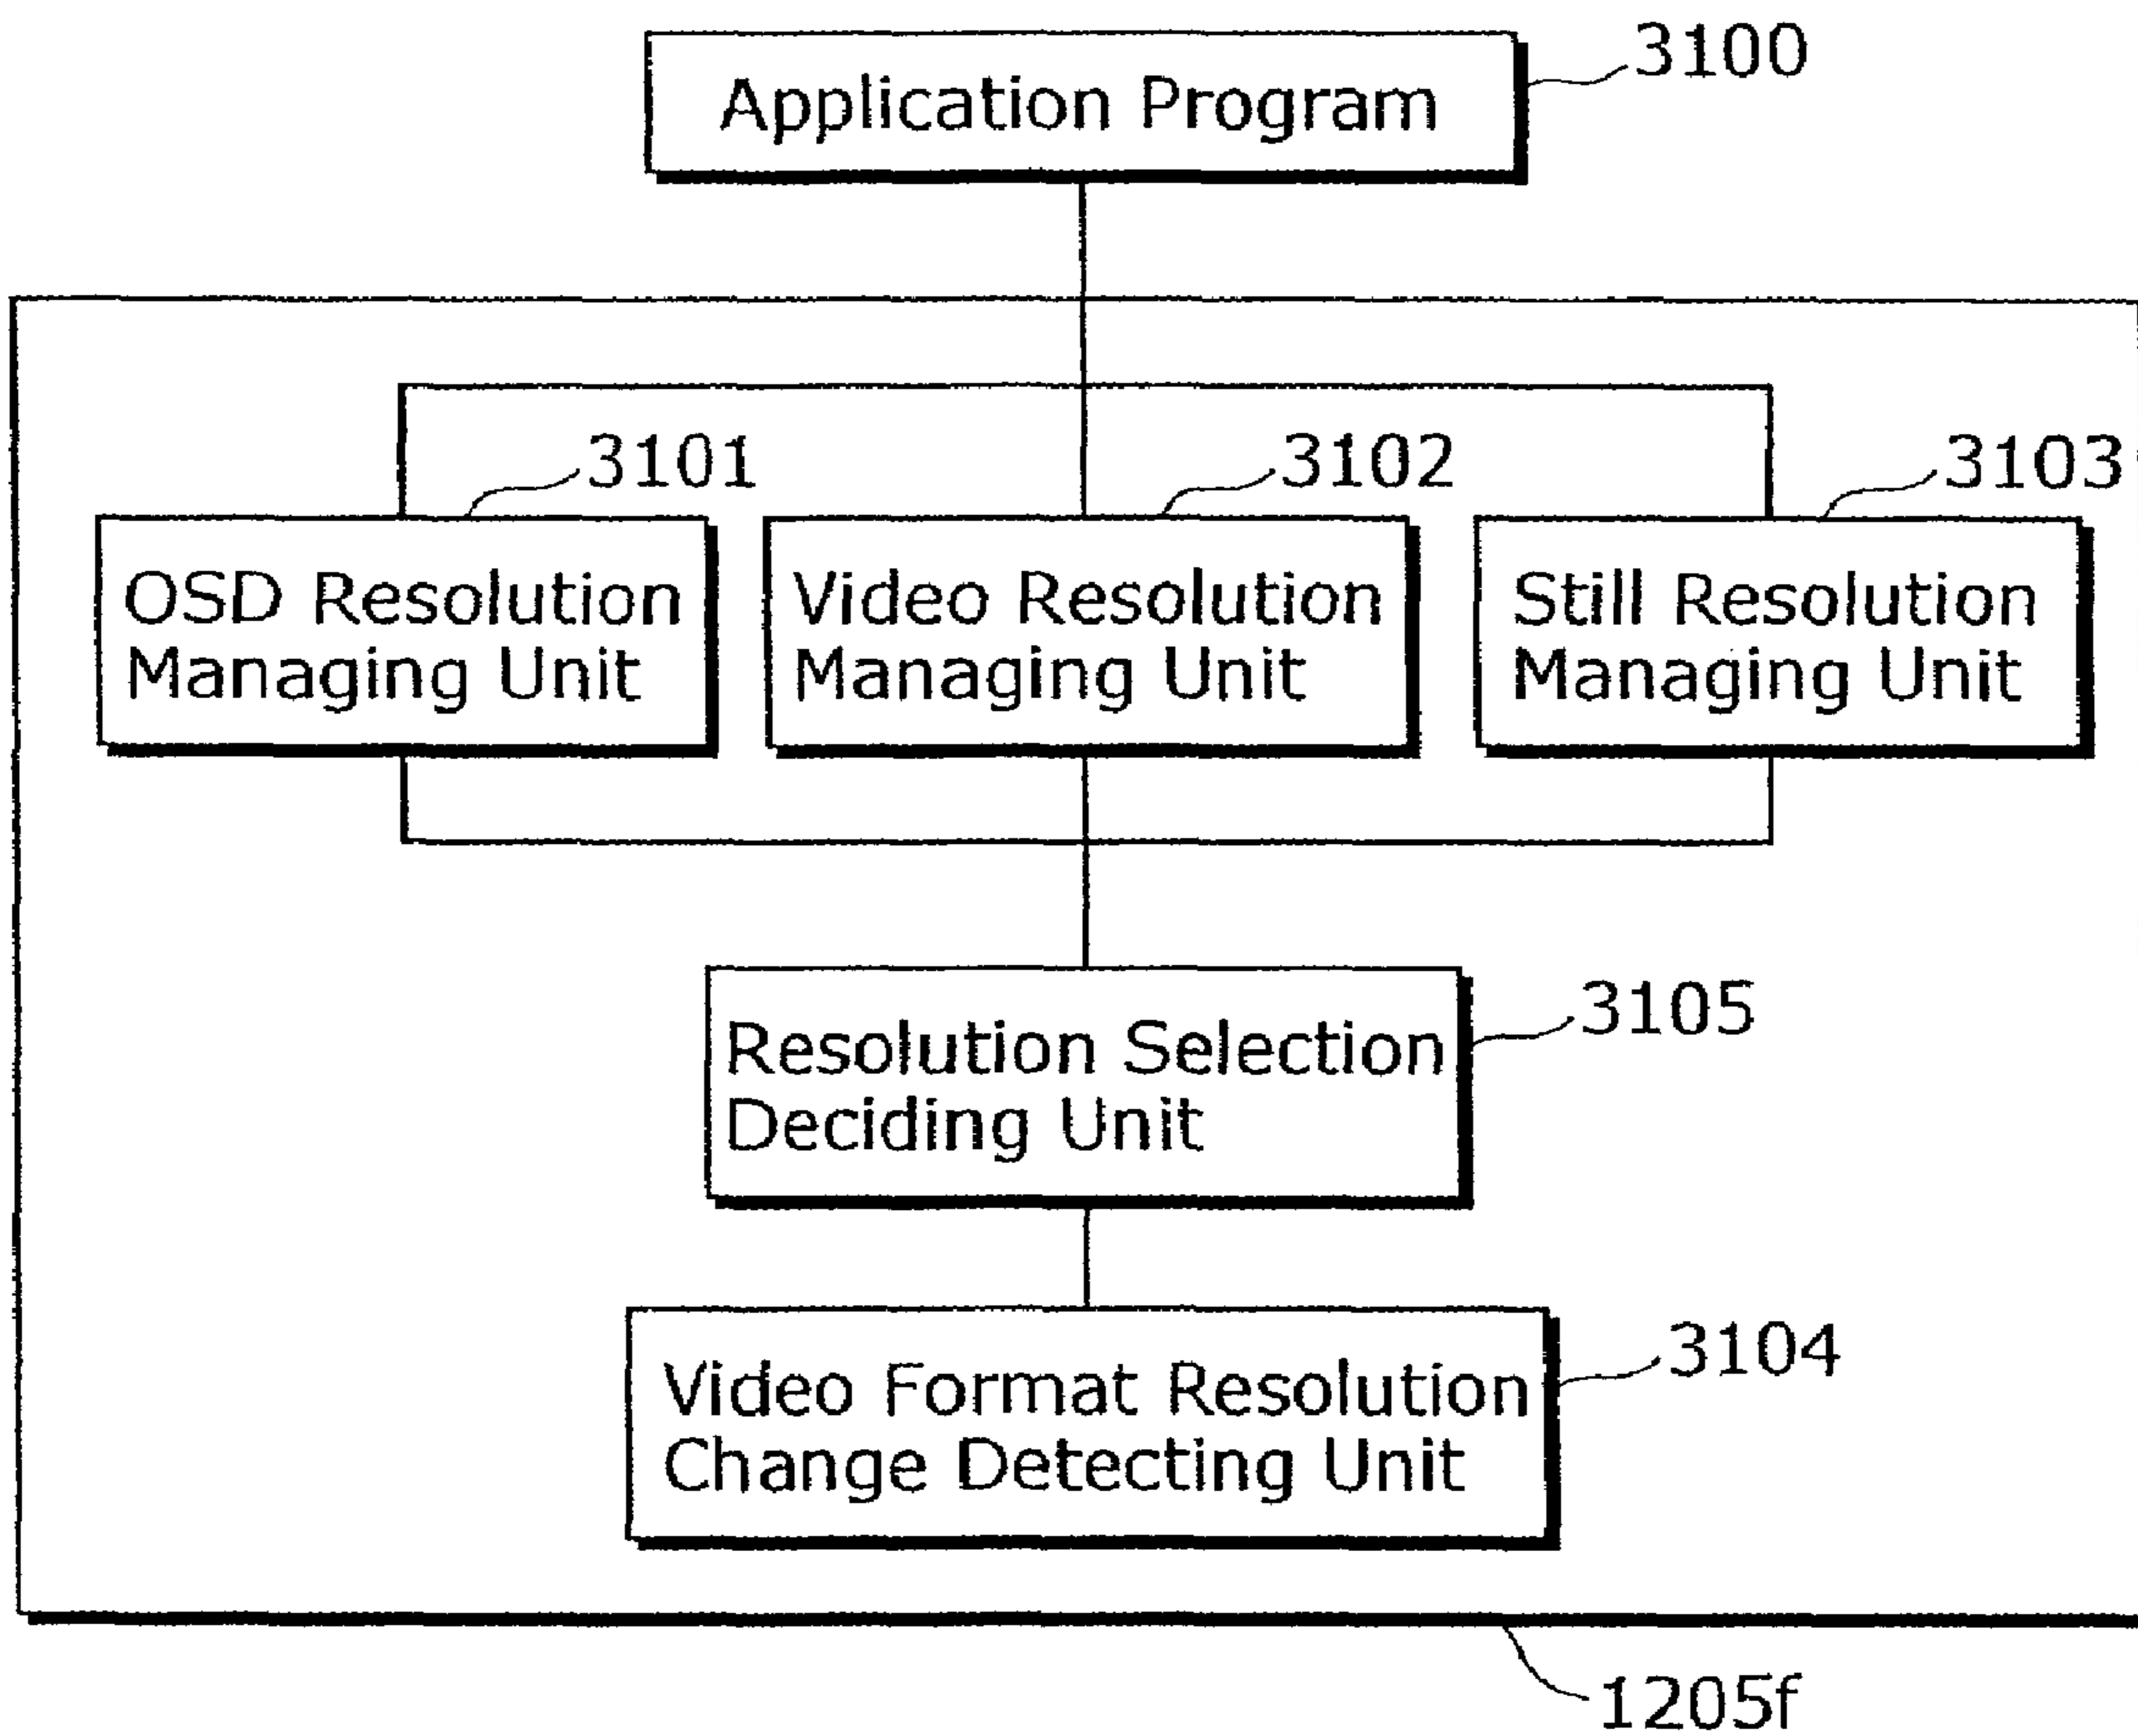 3100
Application Program
3101
3102
3103
OSD Resolution
Managing Unit
Video Resolution
Managing Unit
Still Resolution
Managing Unit
3105
Resolution Selection
Deciding Unit
3104
Video Format Resolution
Change Detecting Unit
1205f